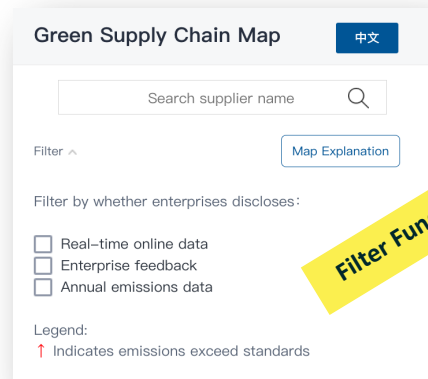 Green Supply Chain Map
中文
Search supplier name
Filter
Map Explanation
Filter by whether enterprises discloses:
Real-time online data
Enterprise feedback
Annual emissions data
Filter
Legend:
↑ Indicates emissions exceed standards